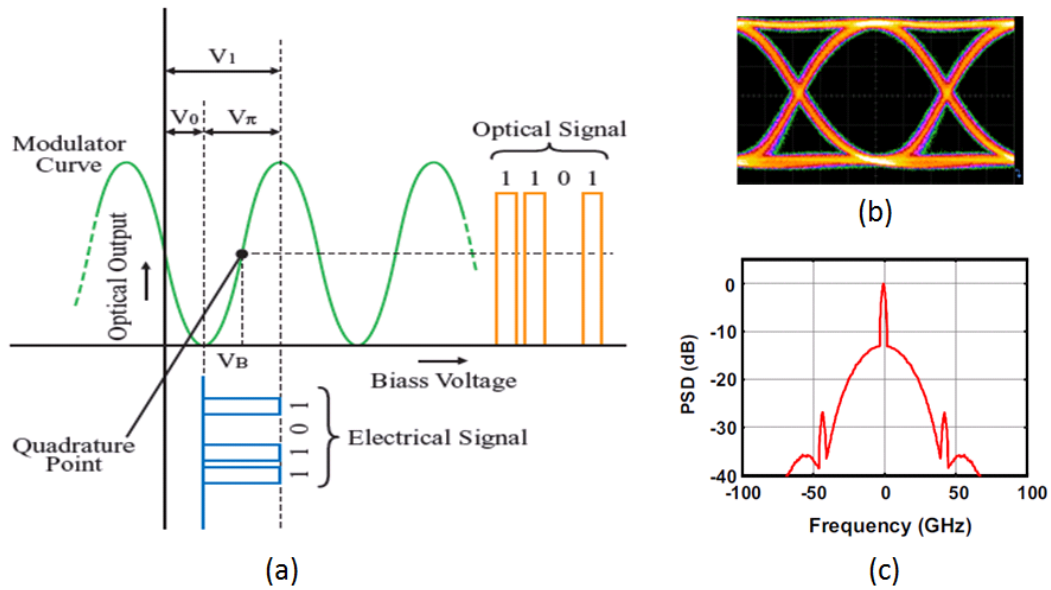 V1
V0
Vπ
Modulator
Curve
Optical Output
Optical Signal
1 1 0 1
VB
Biass Voltage
Quadrature
Point
1 1 0 1
Electrical Signal
(a)
(b)
PSD (dB)
0
-10
-20
-30
-40
-100
-50
0
50
100
Frequency (GHz)
(c)